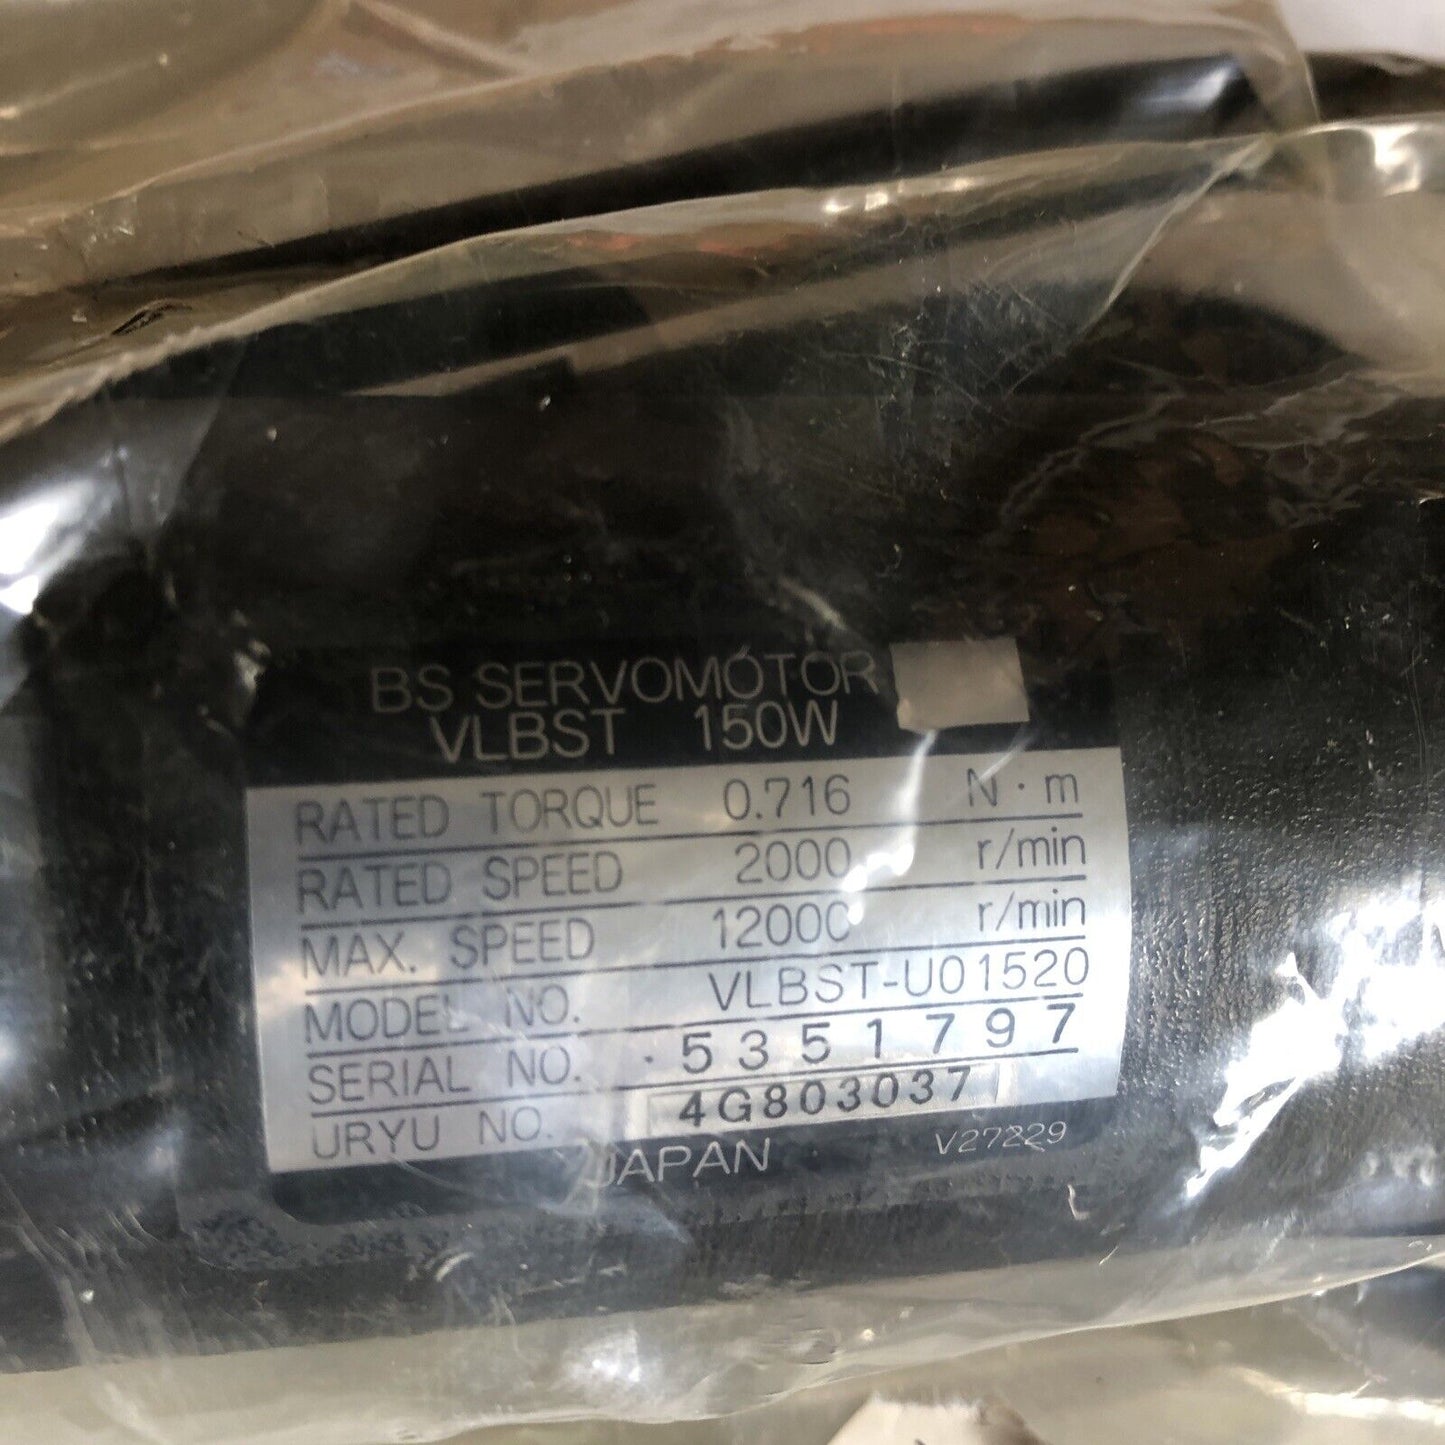 BS SERVOMOTOR
VLBST 150W
RATED TORQUE 0.716 N·m
RATED SPEED 2000 r/min
MAX. SPEED 12000 r/min
MODEL NO. VLBST-U01520
SERIAL NO. ·5351797
URYU NO. 4G803037
JAPAN V27229